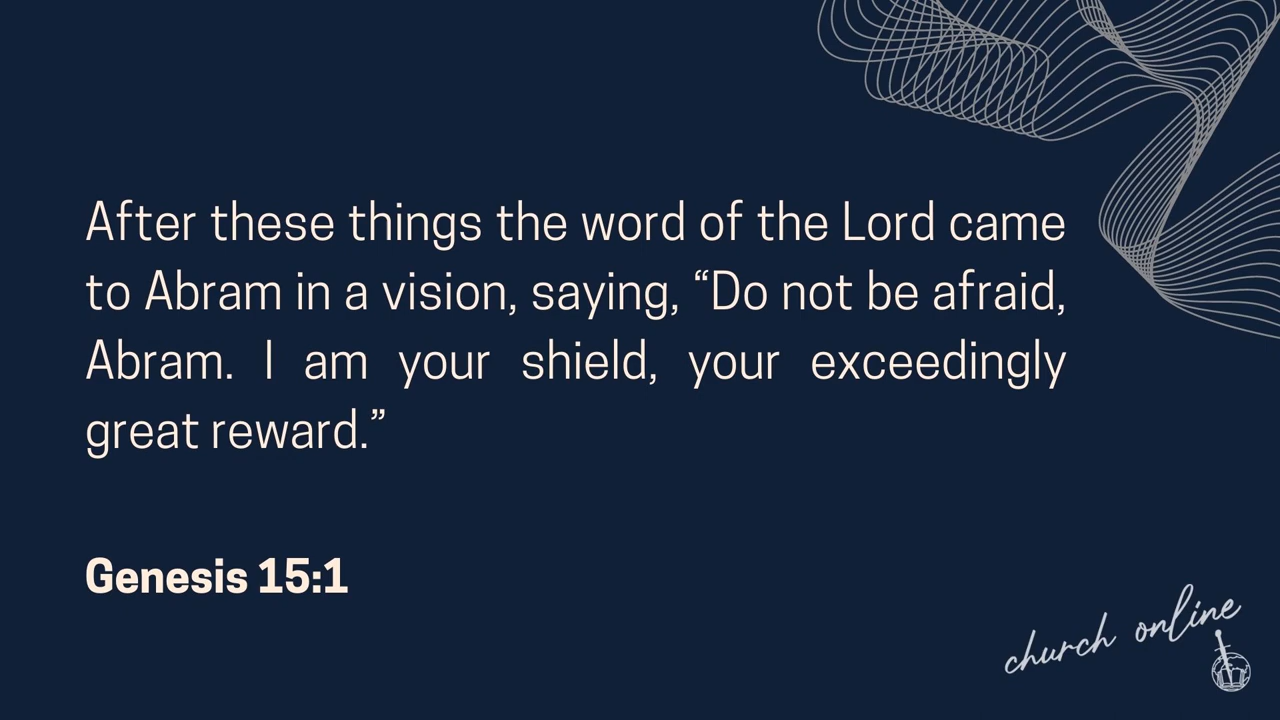 After these things the word of the Lord came
to Abram in a vision, saying, “Do not be afraid,
Abram. I am your shield, your exceedingly
great reward.”
Genesis 15:1
church online